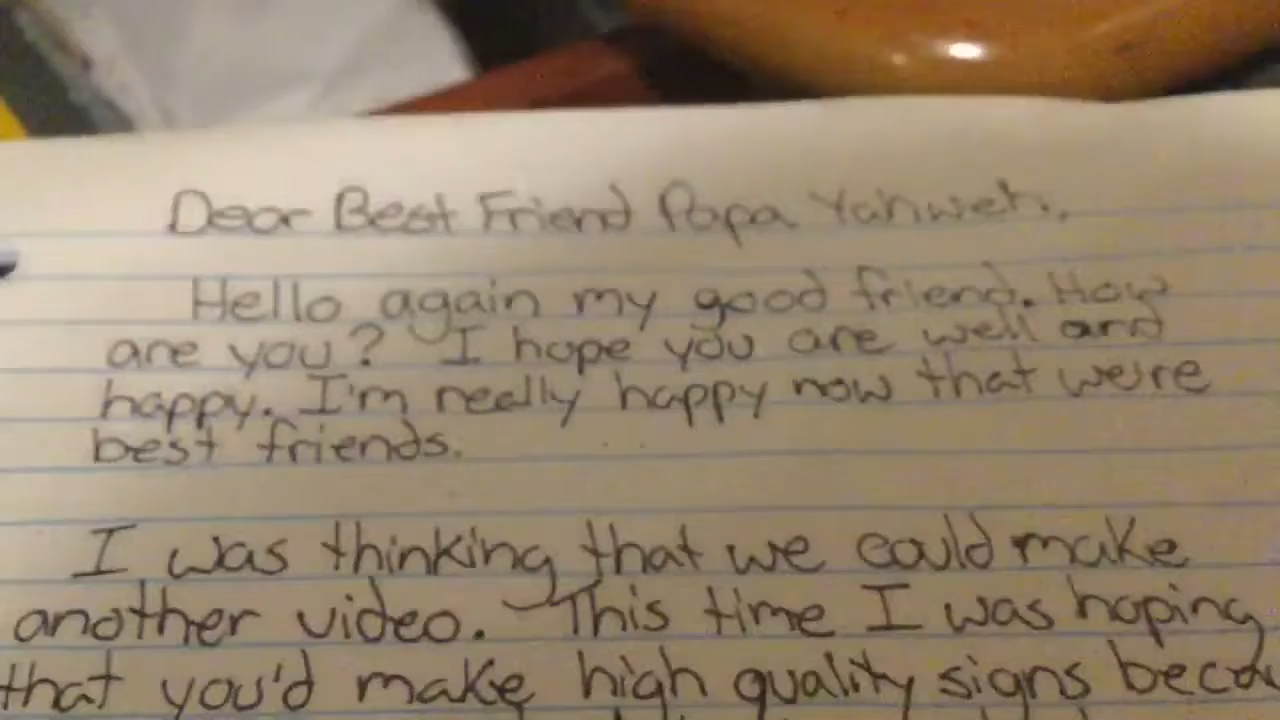 Dear Best Friend Papa Yahweh,
Hello again my good friend. How
are you? I hope you are well and
happy. I'm really happy now that we're
best friends.
I was thinking that we could make
another video. This time I was hoping
that you'd make high quality signs becau